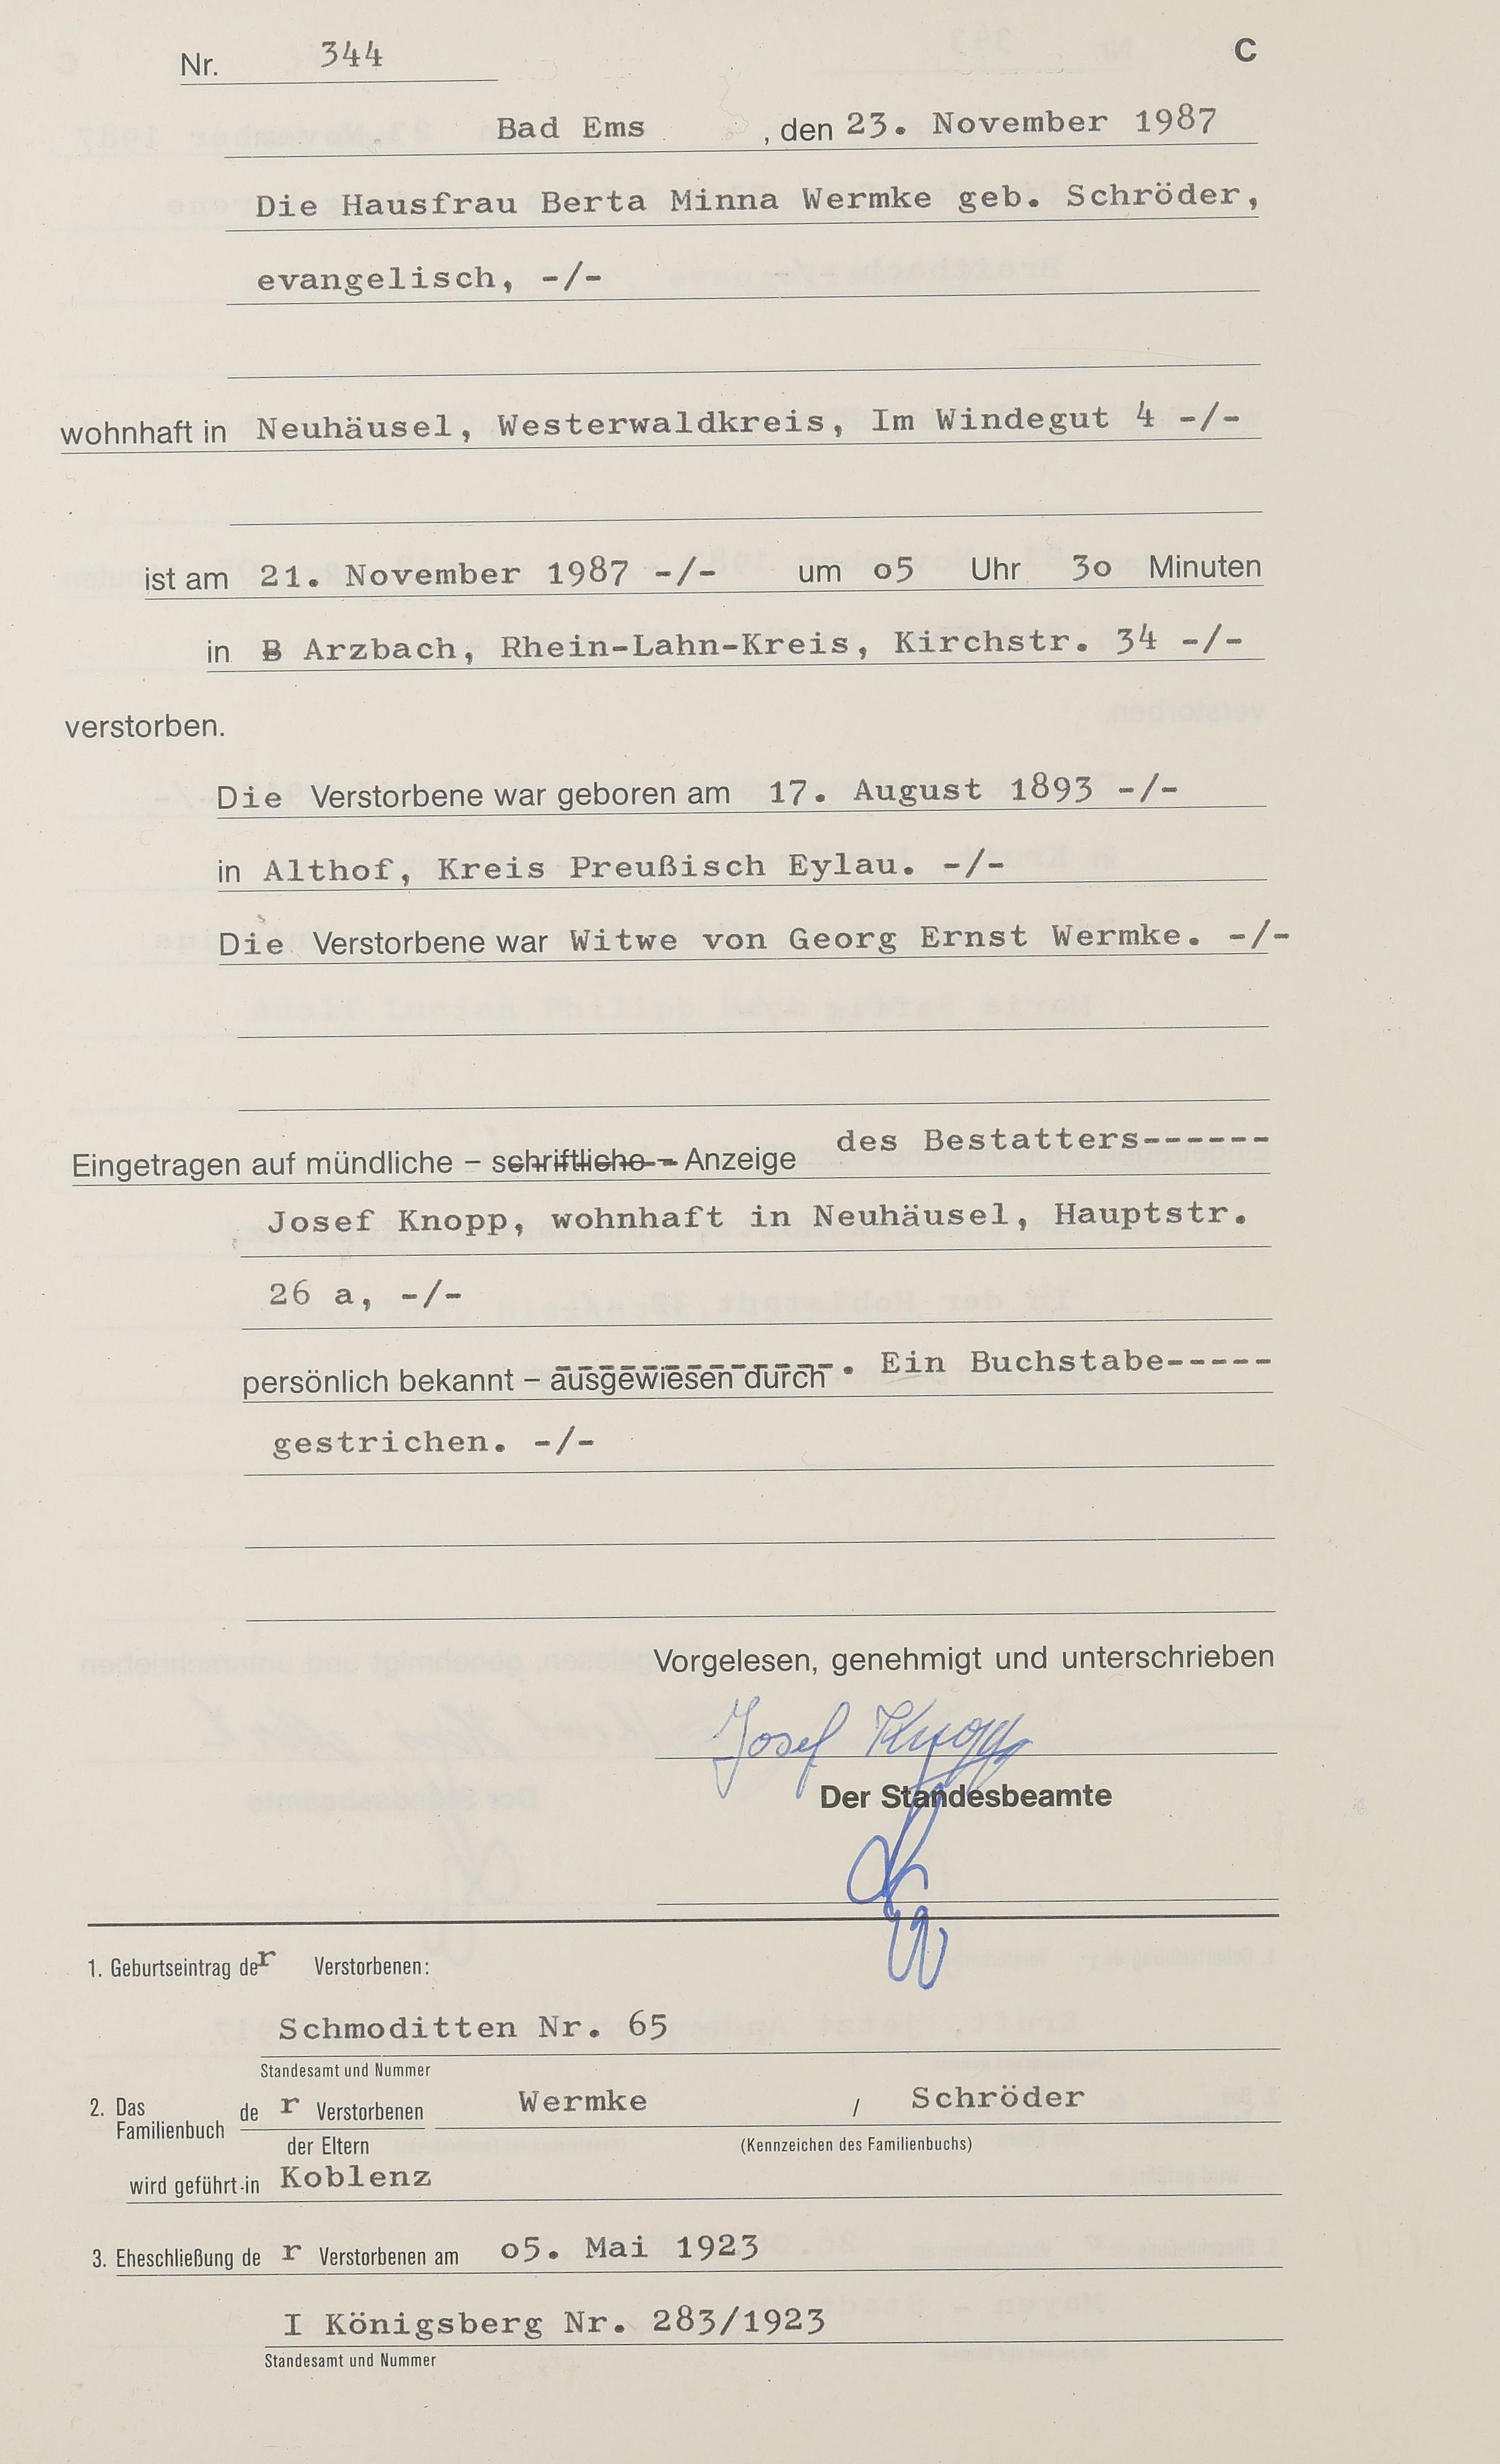 Nr. 344 C
Bad Ems , den 23. November 1987
Die Hausfrau Berta Minna Wermke geb. Schröder,
evangelisch, -/-
wohnhaft in Neuhäusel, Westerwaldkreis, Im Windegut 4 -/-
ist am 21. November 1987 -/- um o5 Uhr 3o Minuten
in B Arzbach, Rhein-Lahn-Kreis, Kirchstr. 34 -/-
verstorben.
Die Verstorbene war geboren am 17. August 1893 -/-
in Althof, Kreis Preußisch Eylau. -/-
Die Verstorbene war Witwe von Georg Ernst Wermke. -/-
Eingetragen auf mündliche – schriftliche – Anzeige des Bestatters------
Josef Knopp, wohnhaft in Neuhäusel, Hauptstr.
26 a, -/-
persönlich bekannt – ausgewiesen durch . Ein Buchstabe-----
gestrichen. -/-
Vorgelesen, genehmigt und unterschrieben
Josef Knopp
Der Standesbeamte
1. Geburtseintrag der Verstorbenen:
Schmoditten Nr. 65
Standesamt und Nummer
2. Das Familienbuch der Verstorbenen Wermke / Schröder
der Eltern (Kennzeichen des Familienbuchs)
wird geführt in Koblenz
3. Eheschließung der Verstorbenen am o5. Mai 1923
I Königsberg Nr. 283/1923
Standesamt und Nummer